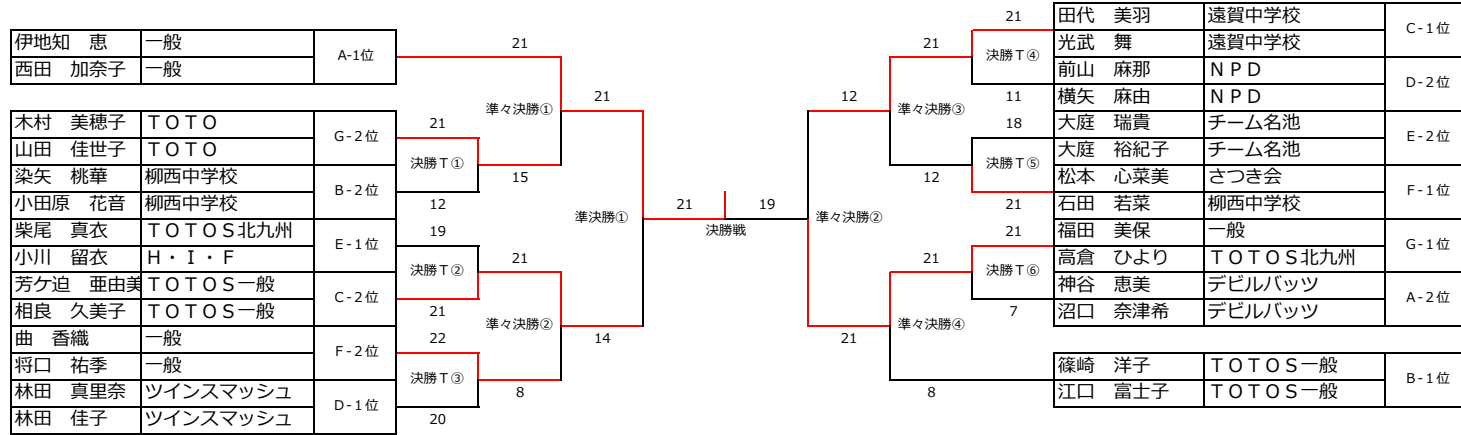 伊地知 恵 一般 A-1位
西田 加奈子 一般
木村 美穂子 TOTO G-2位
山田 佳世子 TOTO
染矢 桃華 柳西中学校 B-2位
小田原 花音 柳西中学校
柴尾 真衣 TOTOS北九州 E-1位
小川 留衣 H・I・F
芳ケ迫 亜由美 TOTOS一般 C-2位
相良 久美子 TOTOS一般
曲 香織 一般 F-2位
将口 祐季 一般
林田 真里奈 ツインスマッシュ D-1位
林田 佳子 ツインスマッシュ
21
準々決勝①
21
21
決勝T①
15
12
準決勝①
19
決勝T②
21
21
準々決勝②
14
22
決勝T③
8
20
21 19
決勝戦
21
21
決勝T④
12
準々決勝③
11
18
決勝T⑤
12
21
準々決勝②
21
21
決勝T⑥
7
準々決勝④
21
8
田代 美羽 遠賀中学校 C-1位
光武 舞 遠賀中学校
前山 麻那 NPD D-2位
横矢 麻由 NPD
大庭 瑞貴 チーム名池 E-2位
大庭 裕紀子 チーム名池
松本 心菜美 さつき会 F-1位
石田 若菜 柳西中学校
福田 美保 一般 G-1位
高倉 ひより TOTOS北九州
神谷 恵美 デビルバッツ A-2位
沼口 奈津希 デビルバッツ
篠崎 洋子 TOTOS一般 B-1位
江口 富士子 TOTOS一般